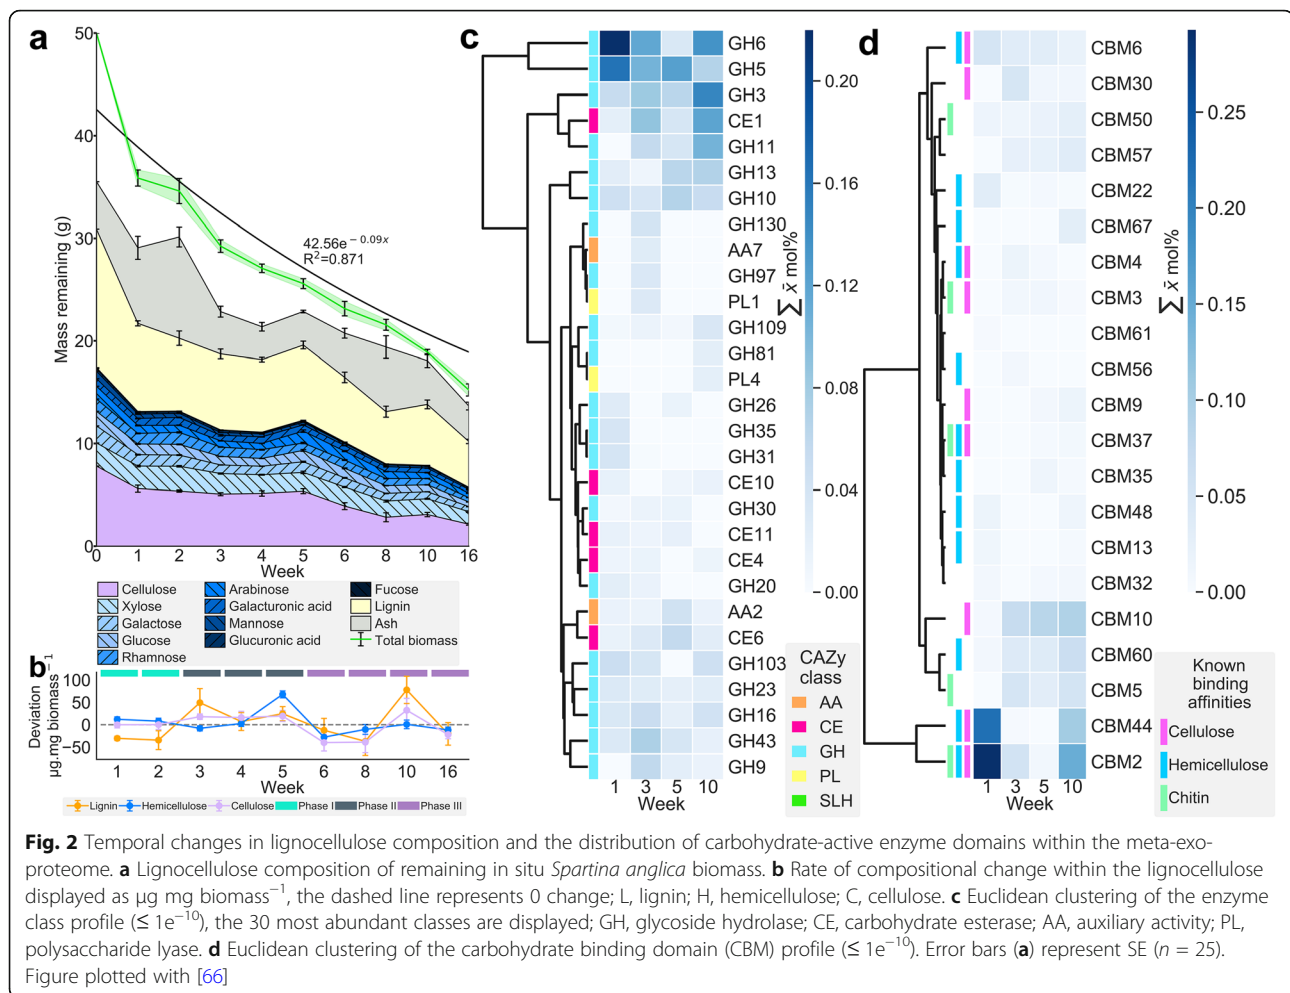 a
50
40
30
20
10
0
Mass remaining (g)
42.56e^−0.09x
R²=0.871
0 1 2 3 4 5 6 8 10 16
Week
Cellulose
Xylose
Galactose
Glucose
Rhamnose
Arabinose
Galacturonic acid
Mannose
Glucuronic acid
Fucose
Lignin
Ash
Total biomass
b
Deviation
µg.mg biomass⁻¹
100
50
0
−50
1 2 3 4 5 6 8 10 16
Week
Lignin Hemicellulose Cellulose Phase I Phase II Phase III
c
GH6
GH5
GH3
CE1
GH11
GH13
GH10
GH130
AA7
GH97
PL1
GH109
GH81
PL4
GH26
GH35
GH31
CE10
GH30
CE11
CE4
GH20
AA2
CE6
GH103
GH23
GH16
GH43
GH9
1 3 5 10
Week
0.20
0.16
0.12
0.08
0.04
0.00
∑ x̄ mol%
CAZy
class
AA
CE
GH
PL
SLH
d
CBM6
CBM30
CBM50
CBM57
CBM22
CBM67
CBM4
CBM3
CBM61
CBM56
CBM9
CBM37
CBM35
CBM48
CBM13
CBM32
CBM10
CBM60
CBM5
CBM44
CBM2
1 3 5 10
Week
0.25
0.20
0.15
0.10
0.05
0.00
∑ x̄ mol%
Known
binding
affinities
Cellulose
Hemicellulose
Chitin
Fig. 2 Temporal changes in lignocellulose composition and the distribution of carbohydrate-active enzyme domains within the meta-exo-
proteome. a Lignocellulose composition of remaining in situ Spartina anglica biomass. b Rate of compositional change within the lignocellulose
displayed as µg mg biomass⁻¹, the dashed line represents 0 change; L, lignin; H, hemicellulose; C, cellulose. c Euclidean clustering of the enzyme
class profile (≤ 1e⁻¹⁰), the 30 most abundant classes are displayed; GH, glycoside hydrolase; CE, carbohydrate esterase; AA, auxiliary activity; PL,
polysaccharide lyase. d Euclidean clustering of the carbohydrate binding domain (CBM) profile (≤ 1e⁻¹⁰). Error bars (a) represent SE (n = 25).
Figure plotted with [66]